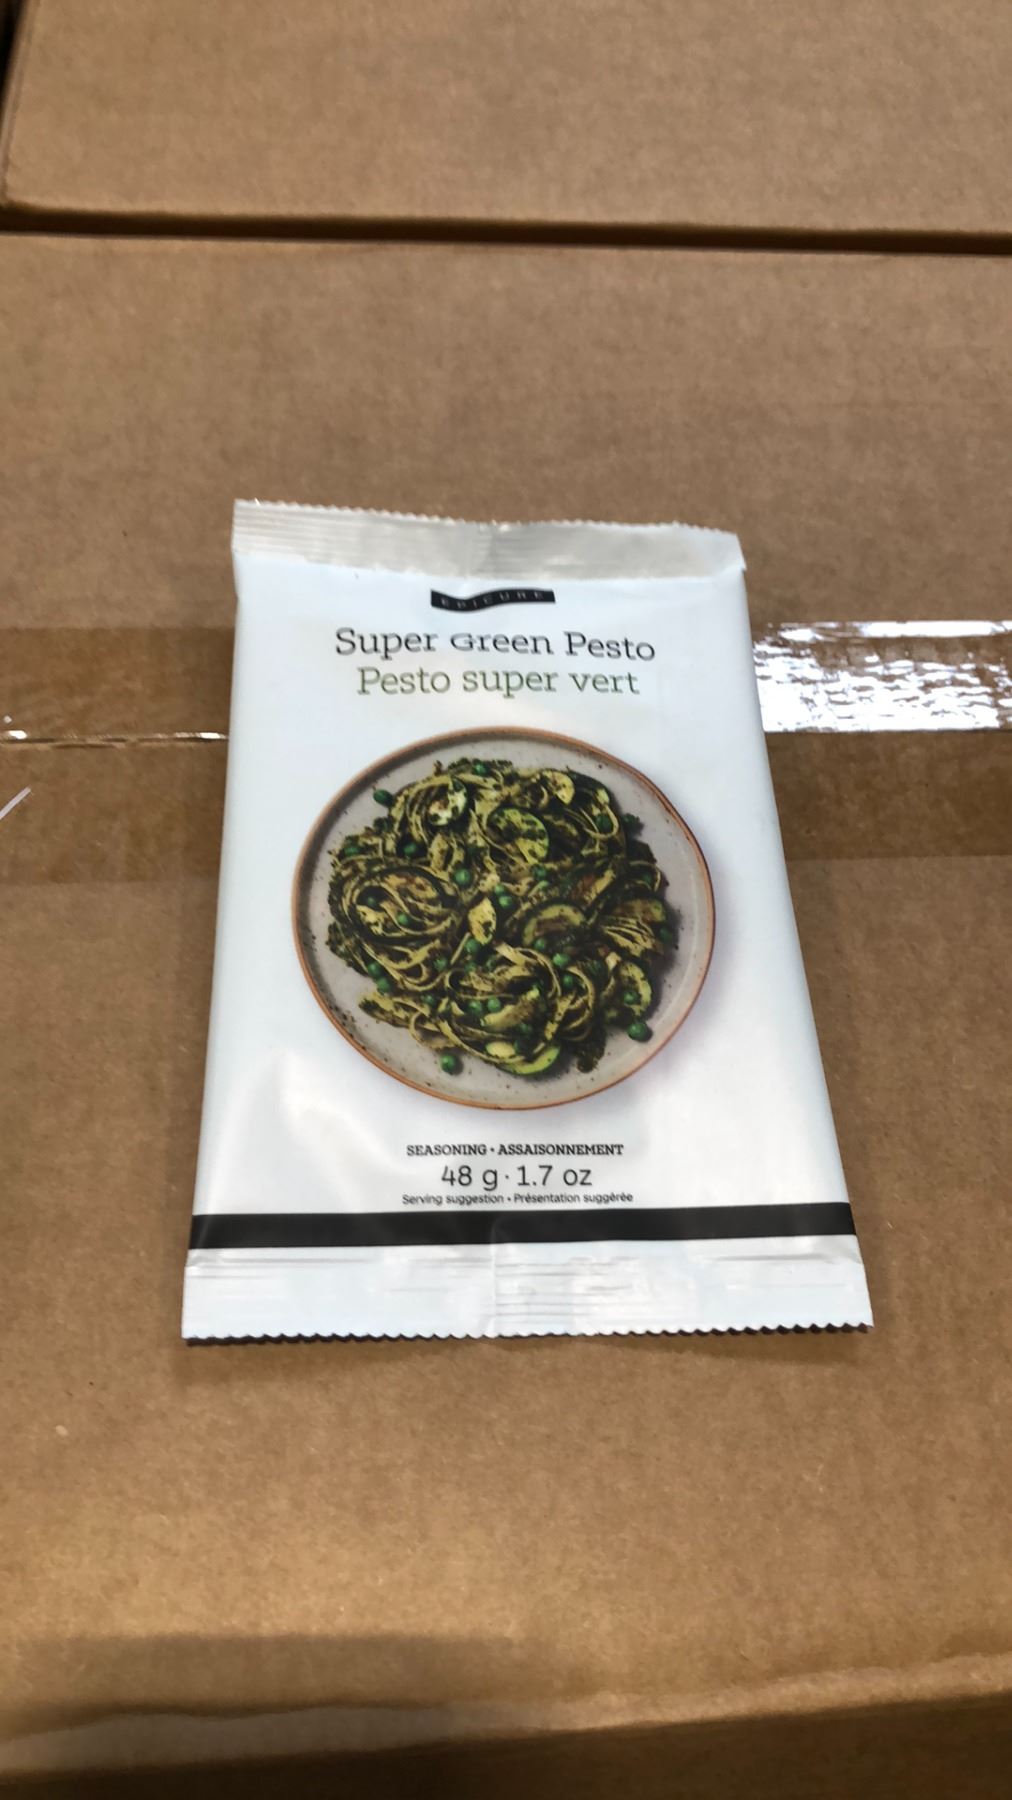 EPICURE
Super Green Pesto
Pesto super vert
SEASONING • ASSAISONNEMENT
48 g · 1.7 oz
Serving suggestion • Présentation suggérée